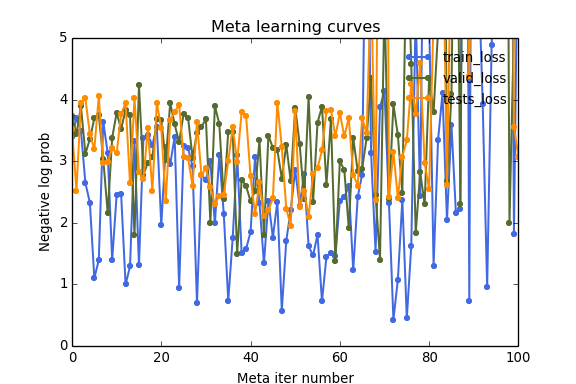 Meta learning curves
5
4
3
2
1
0
Negative log prob
train_loss
valid_loss
tests_loss
0 20 40 60 80 100
Meta iter number